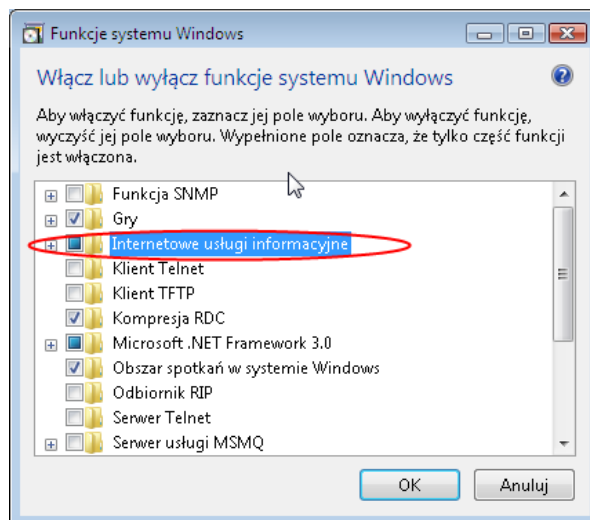 Funkcje systemu Windows
Włącz lub wyłącz funkcje systemu Windows
Aby włączyć funkcję, zaznacz jej pole wyboru. Aby wyłączyć funkcję,
wyczyść jej pole wyboru. Wypełnione pole oznacza, że tylko część funkcji
jest włączona.
Funkcja SNMP
Gry
Internetowe usługi informacyjne
Klient Telnet
Klient TFTP
Kompresja RDC
Microsoft .NET Framework 3.0
Obszar spotkań w systemie Windows
Odbiornik RIP
Serwer Telnet
Serwer usługi MSMQ
OK Anuluj